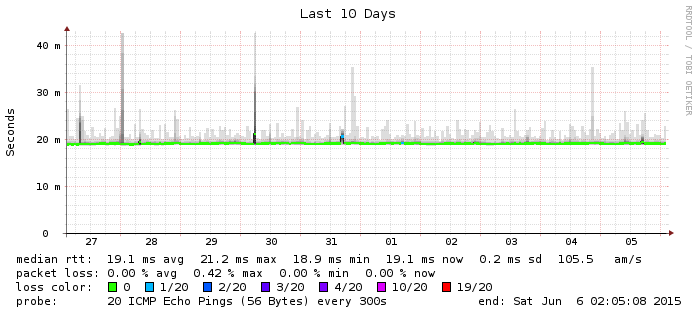 Last 10 Days
RRDTOOL / TOBI OETIKER
Seconds
40 m
30 m
20 m
10 m
0
27 28 29 30 31 01 02 03 04 05
median rtt: 19.1 ms avg 21.2 ms max 18.9 ms min 19.1 ms now 0.2 ms sd 105.5 am/s
packet loss: 0.00 % avg 0.42 % max 0.00 % min 0.00 % now
loss color: 0 1/20 2/20 3/20 4/20 10/20 19/20
probe: 20 ICMP Echo Pings (56 Bytes) every 300s end: Sat Jun 6 02:05:08 2015